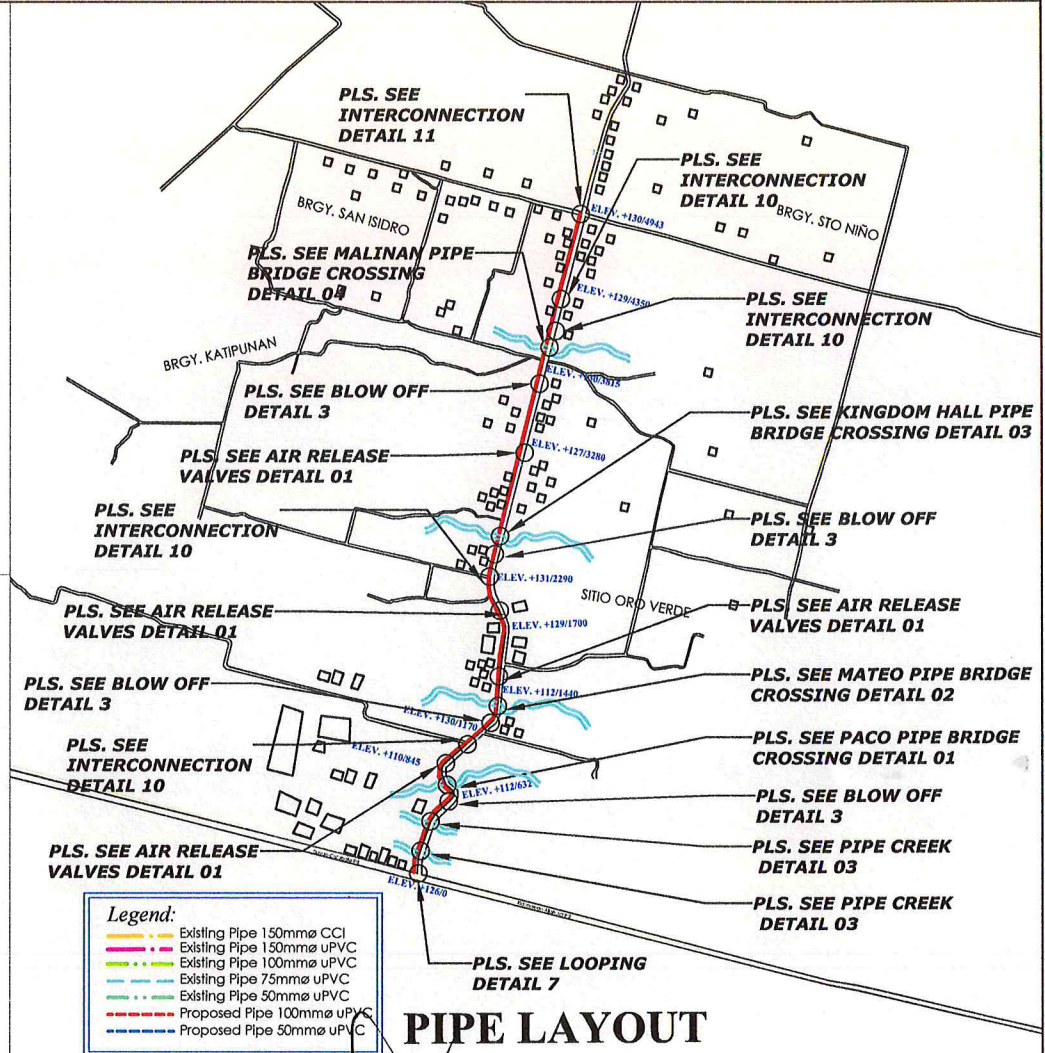 PLS. SEE
INTERCONNECTION
DETAIL 11
PLS. SEE
INTERCONNECTION
DETAIL 10
BRGY. SAN ISIDRO
ELEV. +130/4943
BRGY. STO NIÑO
PLS. SEE MALINAN PIPE
BRIDGE CROSSING
DETAIL 04
ELEV. +129/4350
PLS. SEE
INTERCONNECTION
DETAIL 10
BRGY. KATIPUNAN
ELEV. +130/3815
PLS. SEE BLOW OFF
DETAIL 3
PLS. SEE KINGDOM HALL PIPE
BRIDGE CROSSING DETAIL 03
PLS. SEE AIR RELEASE
VALVES DETAIL 01
ELEV. +127/3280
PLS. SEE
INTERCONNECTION
DETAIL 10
PLS. SEE BLOW OFF
DETAIL 3
ELEV. +131/2290
SITIO ORO VERDE
PLS. SEE AIR RELEASE
VALVES DETAIL 01
ELEV. +129/1700
PLS. SEE AIR RELEASE
VALVES DETAIL 01
PLS. SEE BLOW OFF
DETAIL 3
ELEV. +112/1440
PLS. SEE MATEO PIPE BRIDGE
CROSSING DETAIL 02
ELEV. +130/1170
PLS. SEE
INTERCONNECTION
DETAIL 10
ELEV. +110/845
PLS. SEE PACO PIPE BRIDGE
CROSSING DETAIL 01
ELEV. +112/632
PLS. SEE BLOW OFF
DETAIL 3
PLS. SEE AIR RELEASE
VALVES DETAIL 01
PLS. SEE PIPE CREEK
DETAIL 03
ELEV. +126/0
PLS. SEE PIPE CREEK
DETAIL 03
PLS. SEE LOOPING
DETAIL 7
Legend:
Existing Pipe 150mmø CCI
Existing Pipe 150mmø uPVC
Existing Pipe 100mmø uPVC
Existing Pipe 75mmø uPVC
Existing Pipe 50mmø uPVC
Proposed Pipe 100mmø uPVC
Proposed Pipe 50mmø uPVC
PIPE LAYOUT